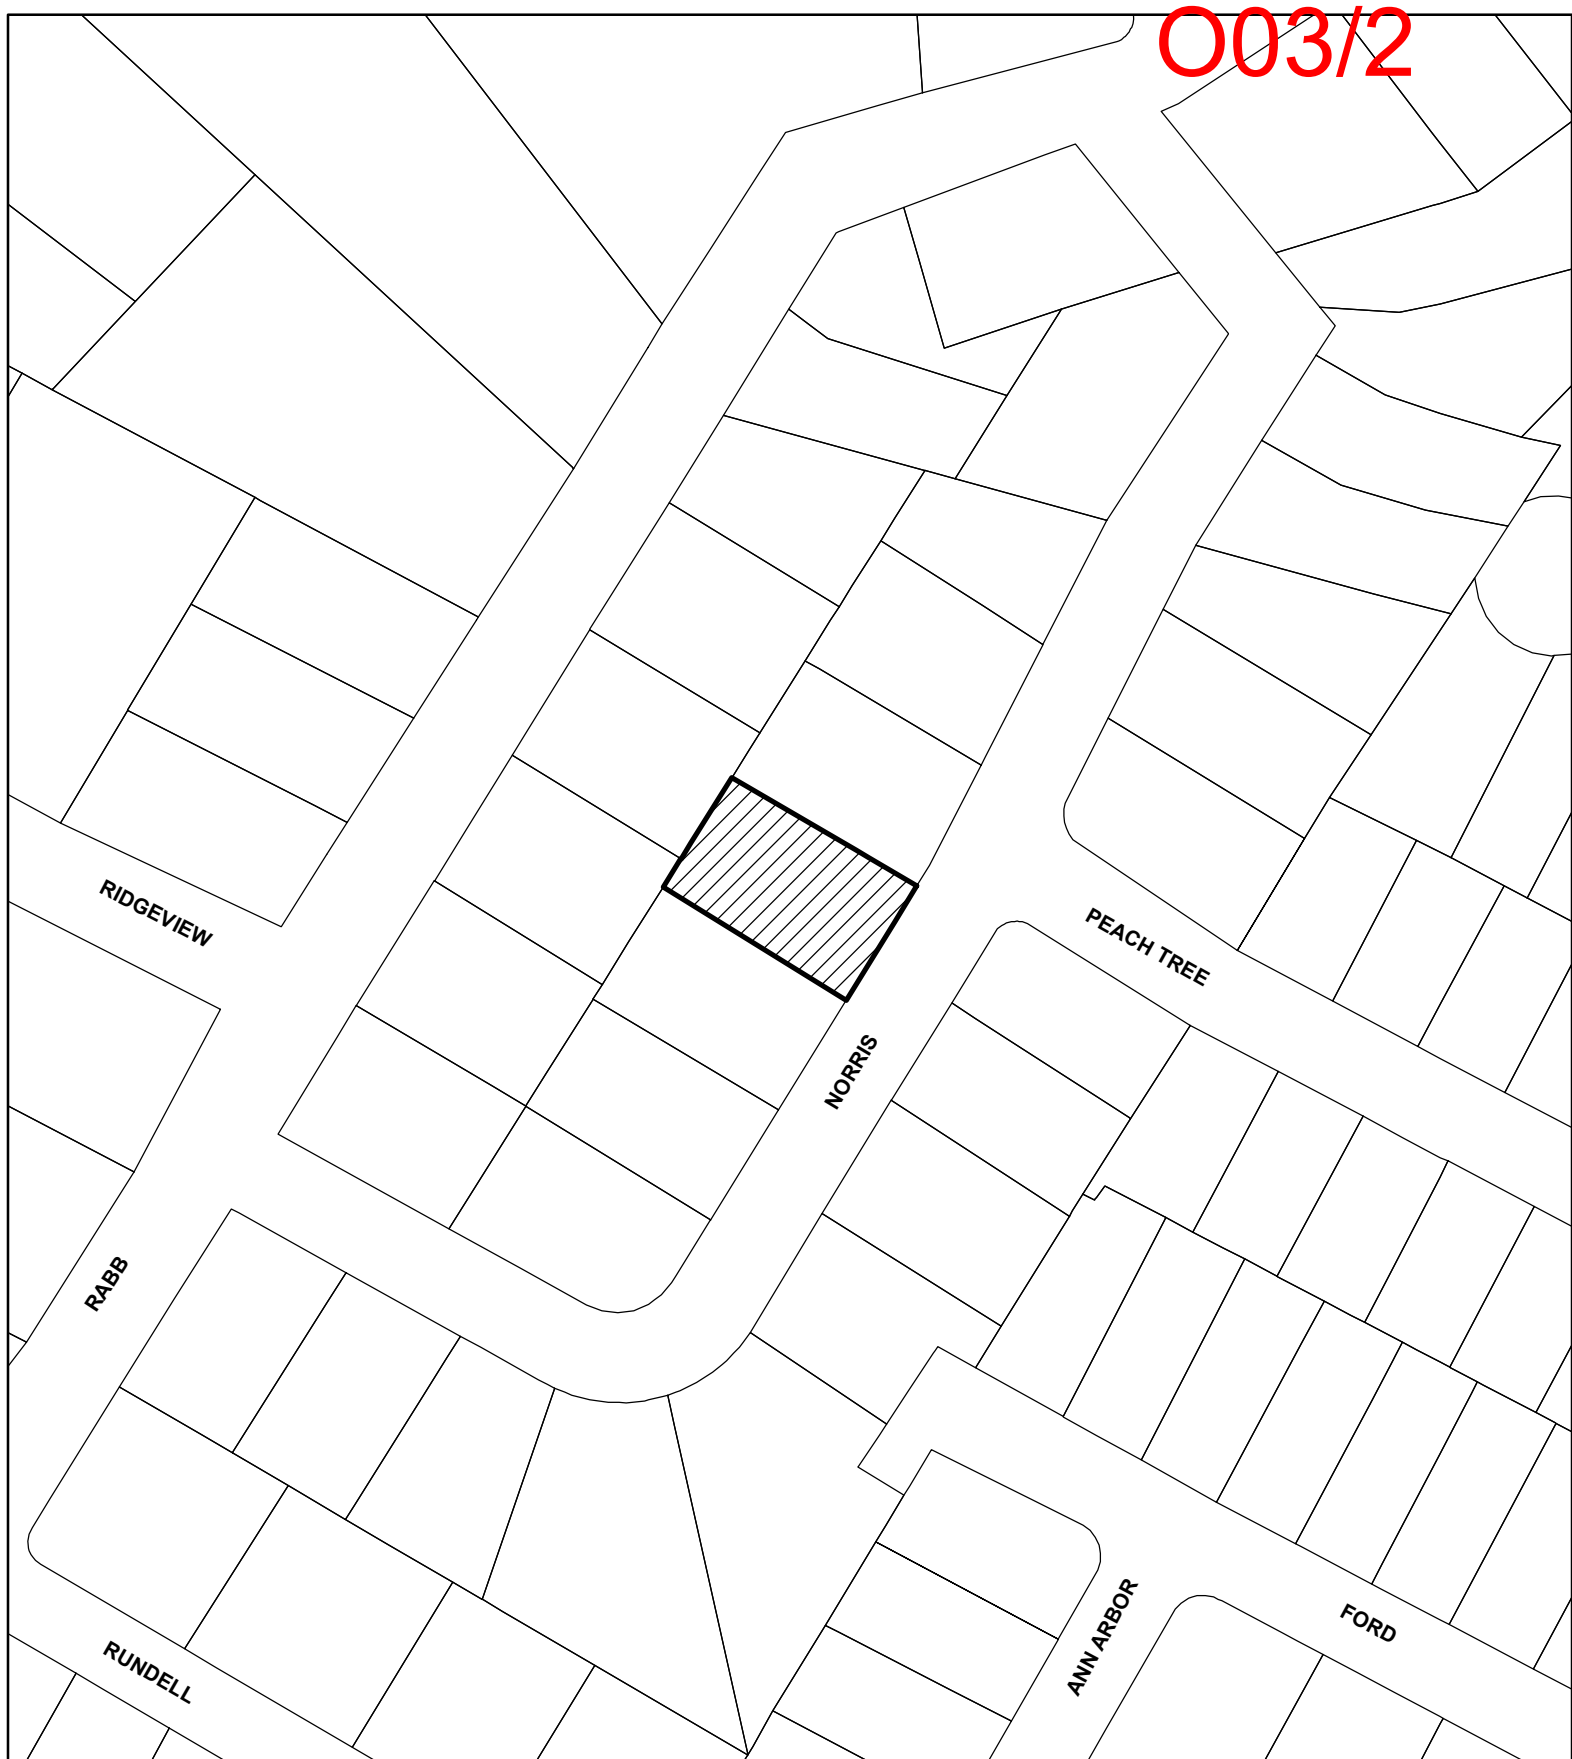 O03/2
RIDGEVIEW
PEACH TREE
NORRIS
RABB
ANN ARBOR
FORD
RUNDELL